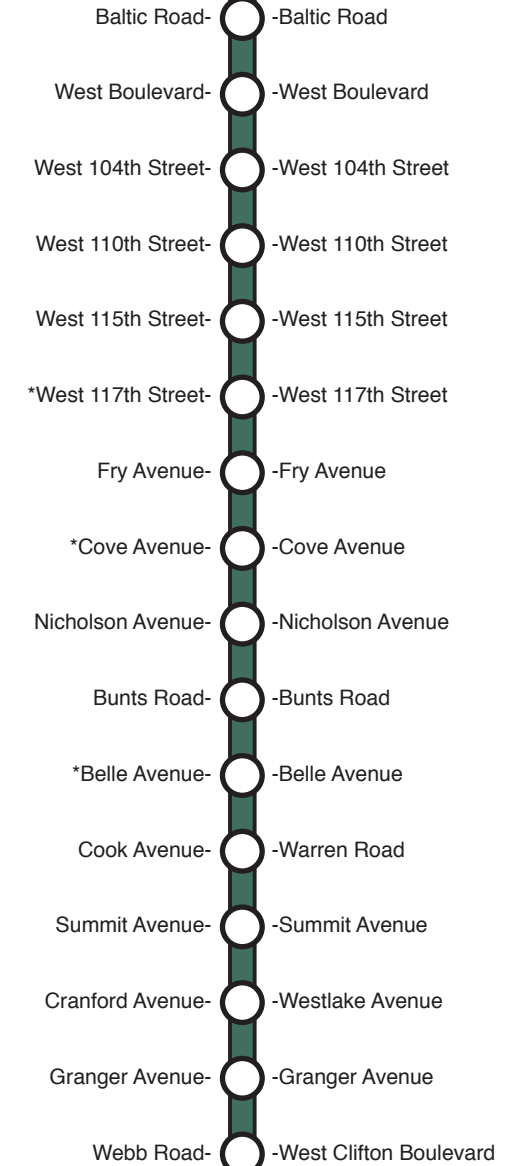 Baltic Road- -Baltic Road
West Boulevard- -West Boulevard
West 104th Street- -West 104th Street
West 110th Street- -West 110th Street
West 115th Street- -West 115th Street
*West 117th Street- -West 117th Street
Fry Avenue- -Fry Avenue
*Cove Avenue- -Cove Avenue
Nicholson Avenue- -Nicholson Avenue
Bunts Road- -Bunts Road
*Belle Avenue- -Belle Avenue
Cook Avenue- -Warren Road
Summit Avenue- -Summit Avenue
Cranford Avenue- -Westlake Avenue
Granger Avenue- -Granger Avenue
Webb Road- -West Clifton Boulevard